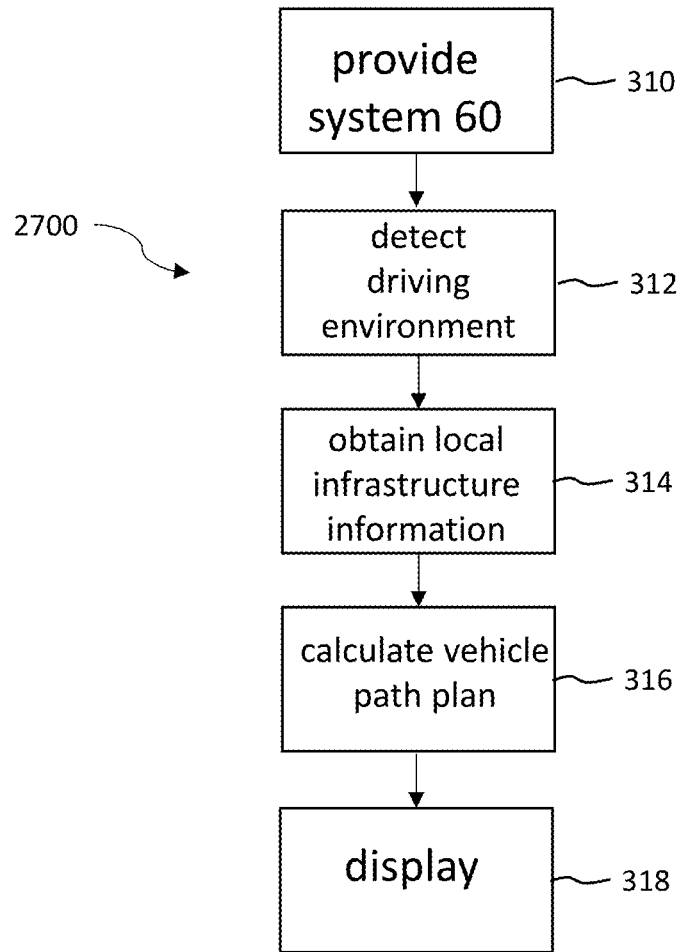 provide
system 60
310
2700
detect
driving
environment
312
obtain local
infrastructure
information
314
calculate vehicle
path plan
316
display
318